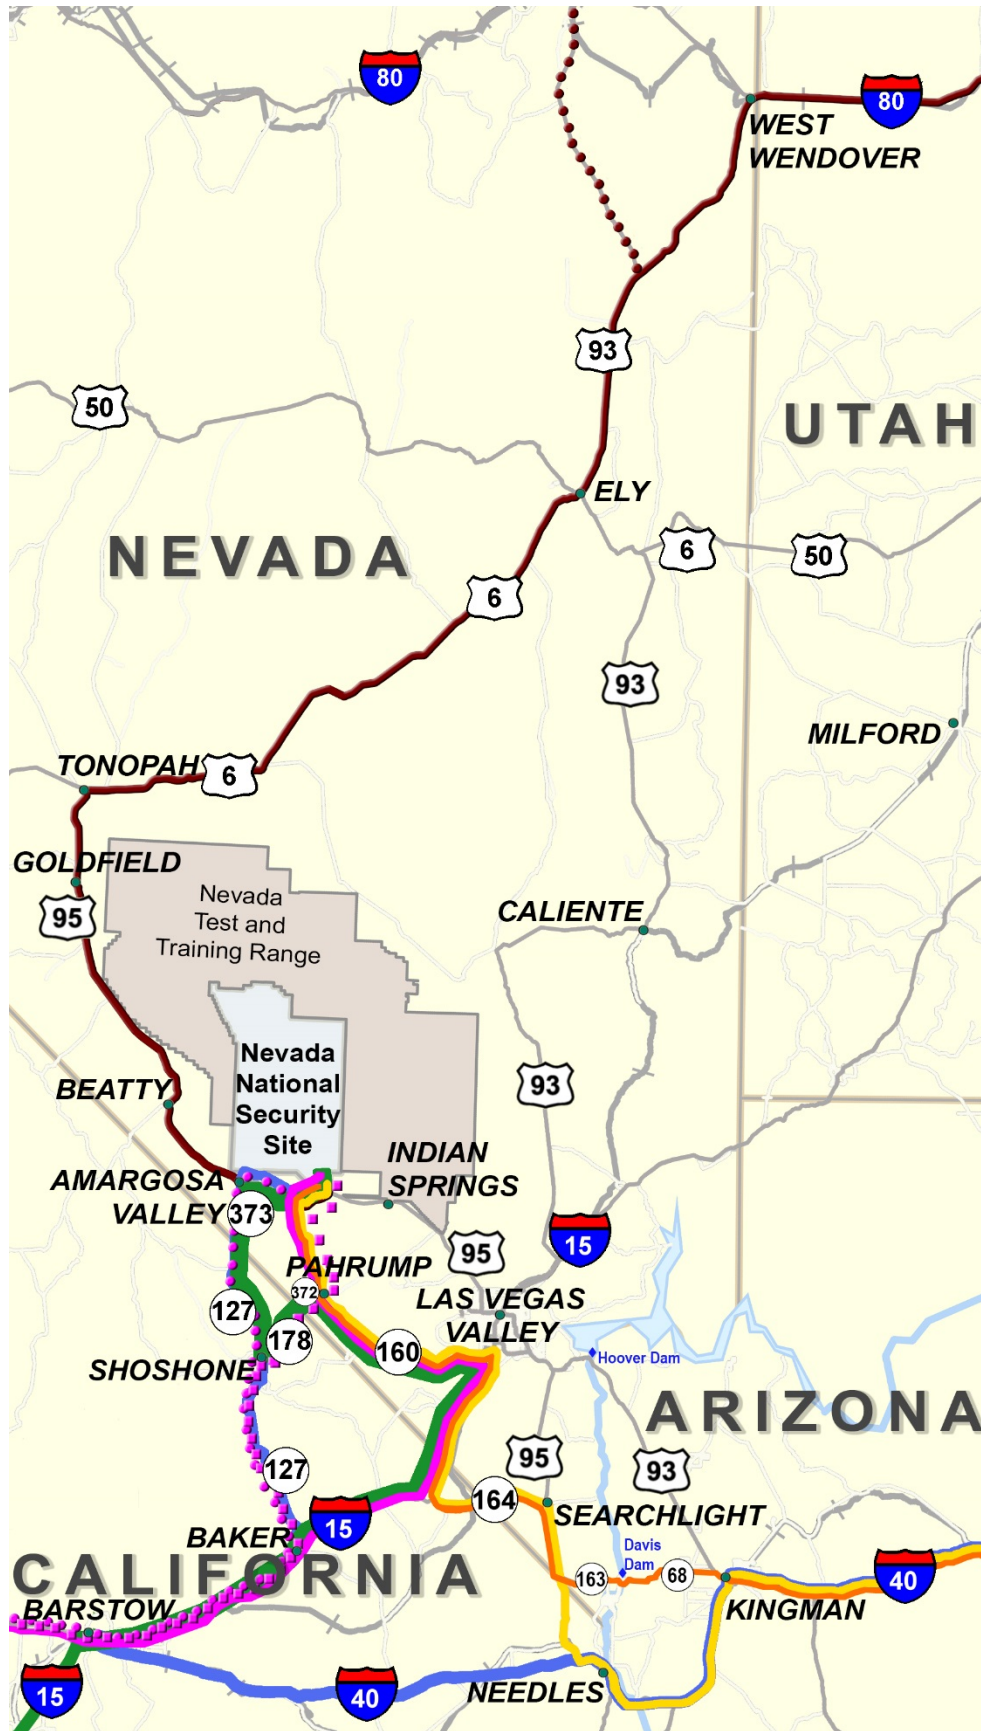 80
80
WEST
WENDOVER
93
50
UTAH
ELY
NEVADA
6
50
6
93
MILFORD
TONOPAH
6
GOLDFIELD
95
Nevada
Test and
Training Range
CALIENTE
Nevada
National
Security
Site
BEATTY
93
INDIAN
SPRINGS
AMARGOSA
VALLEY
373
15
95
PAHRUMP
372
127
LAS VEGAS
VALLEY
178
160
Hoover Dam
SHOSHONE
ARIZONA
127
95
93
164
SEARCHLIGHT
15
BAKER
Davis
Dam
CALIFORNIA
163
68
40
BARSTOW
KINGMAN
15
40
NEEDLES